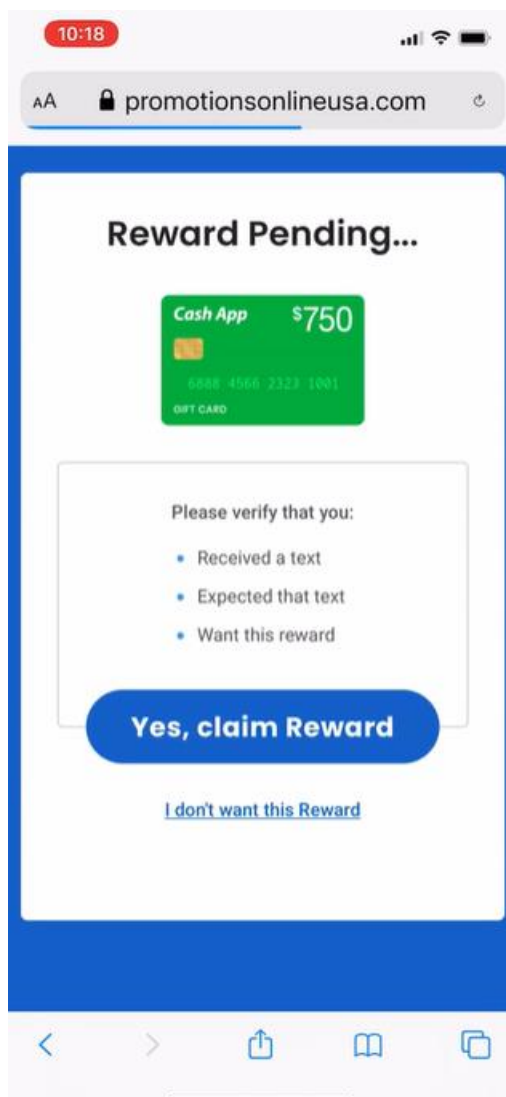 10:18
AA promotionsonlineusa.com
Reward Pending...
Cash App $750
6888 4566 2323 1001
GIFT CARD
Please verify that you:
• Received a text
• Expected that text
• Want this reward
Yes, claim Reward
I don't want this Reward